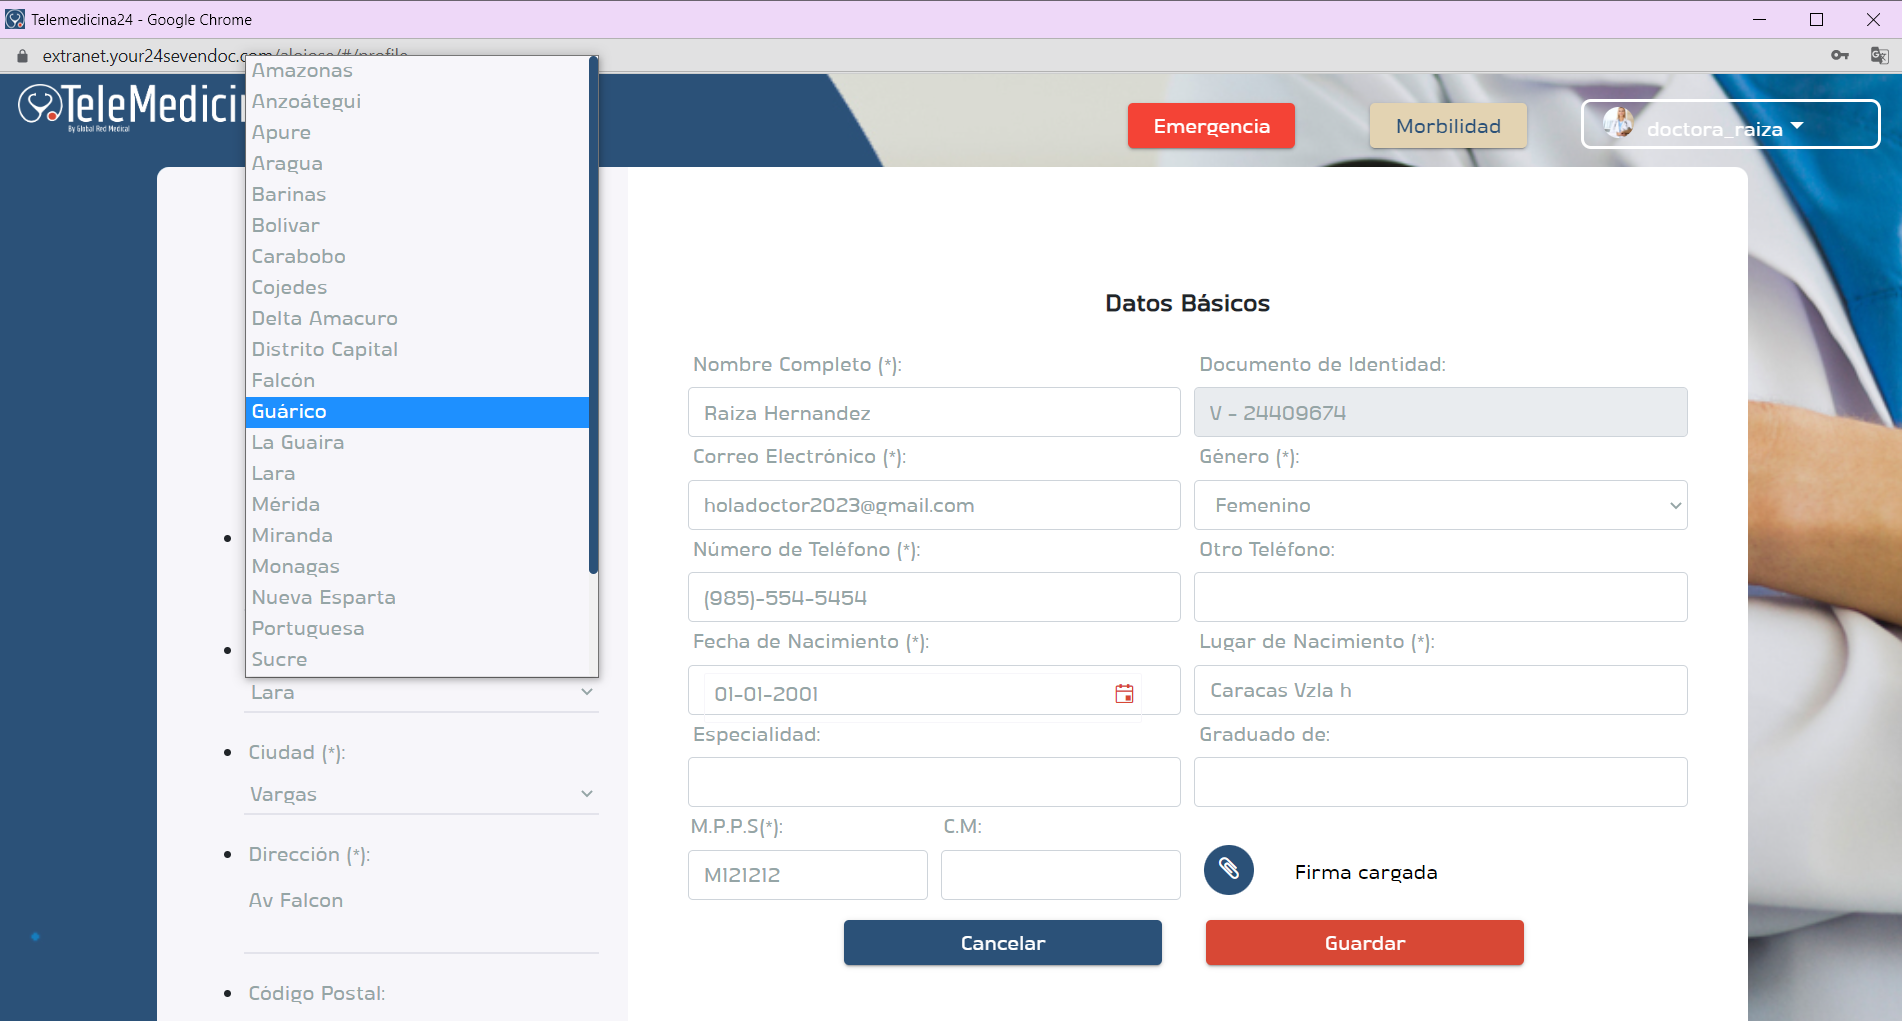 Telemedicina24 - Google Chrome
extranet.your24sevendoc.com/alejose/#/profile
TeleMedicin
By Global Red Medical
Emergencia
Morbilidad
doctora_raiza
Amazonas
Anzoátegui
Apure
Aragua
Barinas
Bolivar
Carabobo
Cojedes
Delta Amacuro
Distrito Capital
Falcón
Guárico
La Guaira
Lara
Mérida
Miranda
Monagas
Nueva Esparta
Portuguesa
Sucre
Lara
Ciudad (*):
Vargas
Dirección (*):
Av Falcon
Código Postal:
Datos Básicos
Nombre Completo (*):
Documento de Identidad:
Raiza Hernandez
V - 24409674
Correo Electrónico (*):
Género (*):
holadoctor2023@gmail.com
Femenino
Número de Teléfono (*):
Otro Teléfono:
(985)-554-5454
Fecha de Nacimiento (*):
Lugar de Nacimiento (*):
01-01-2001
Caracas Vzla h
Especialidad:
Graduado de:
M.P.P.S(*):
C.M:
M121212
Firma cargada
Cancelar
Guardar